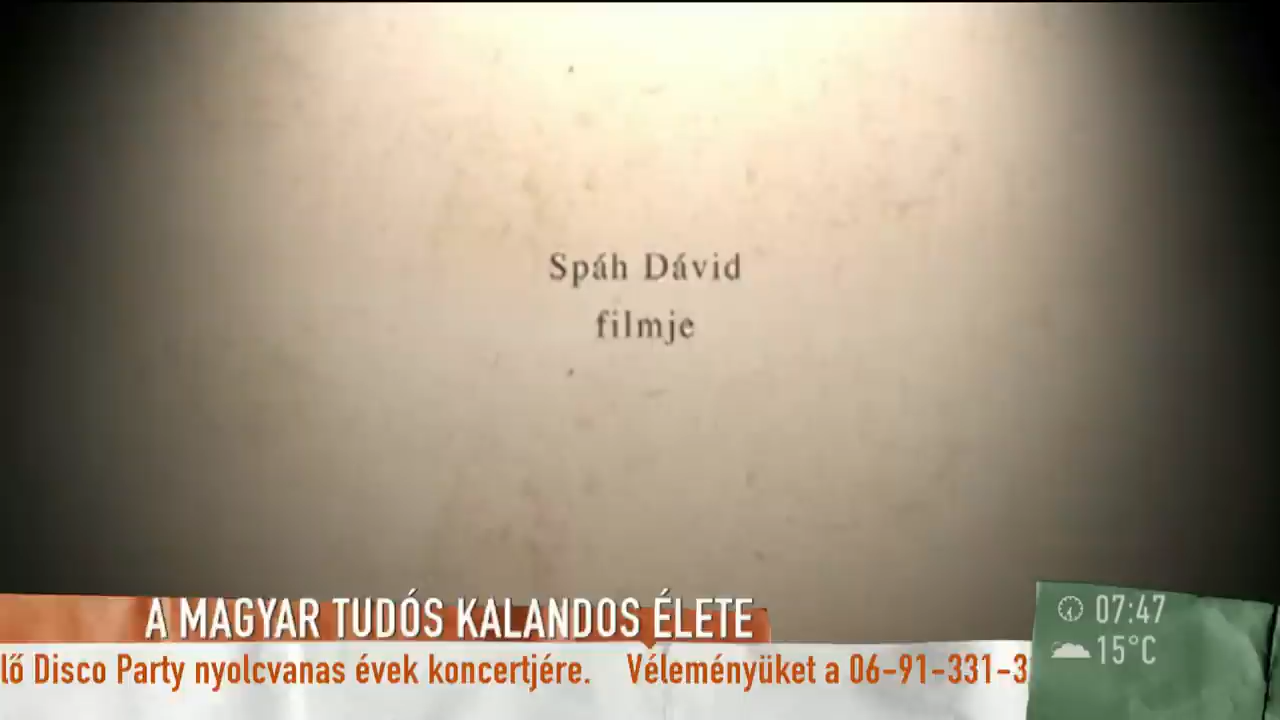 Spáh Dávid
filmje
A MAGYAR TUDÓS KALANDOS ÉLETE
07:47
15°C
lő Disco Party nyolcvanas évek koncertjére. Véleményüket a 06-91-331-3